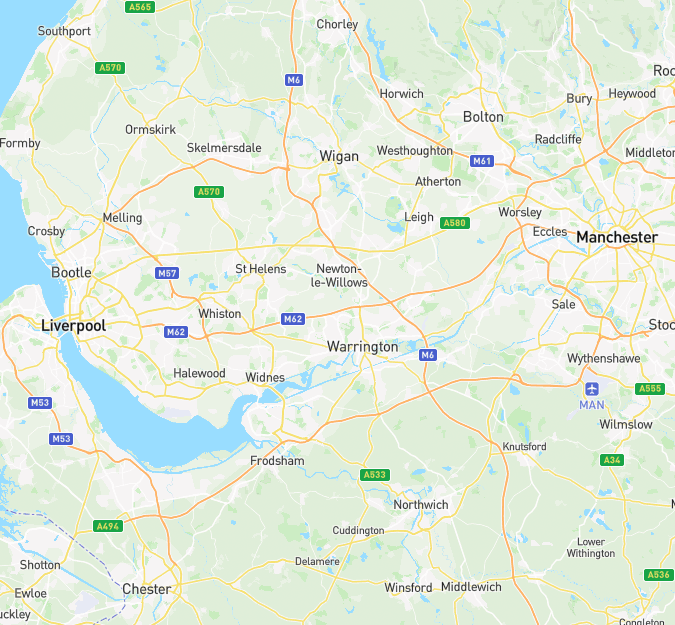 A565
Chorley
Southport
A570
M6
Roc
Horwich
Heywood
Bury
Bolton
Ormskirk
Radcliffe
Formby
Skelmersdale
Westhoughton
Wigan
Middleton
M61
Atherton
A570
Worsley
Melling
Leigh
A580
Crosby
Eccles
Manchester
Bootle
M57
St Helens
Newton-
le-Willows
Sale
Whiston
M62
Liverpool
M62
Stoc
Warrington
M6
Wythenshawe
Halewood
Widnes
A555
MAN
M53
Wilmslow
M53
Knutsford
Frodsham
A34
A533
Northwich
A494
Cuddington
Lower
Withington
Shotton
Delamere
A536
Chester
Winsford
Middlewich
Ewloe
uckley
Congleton